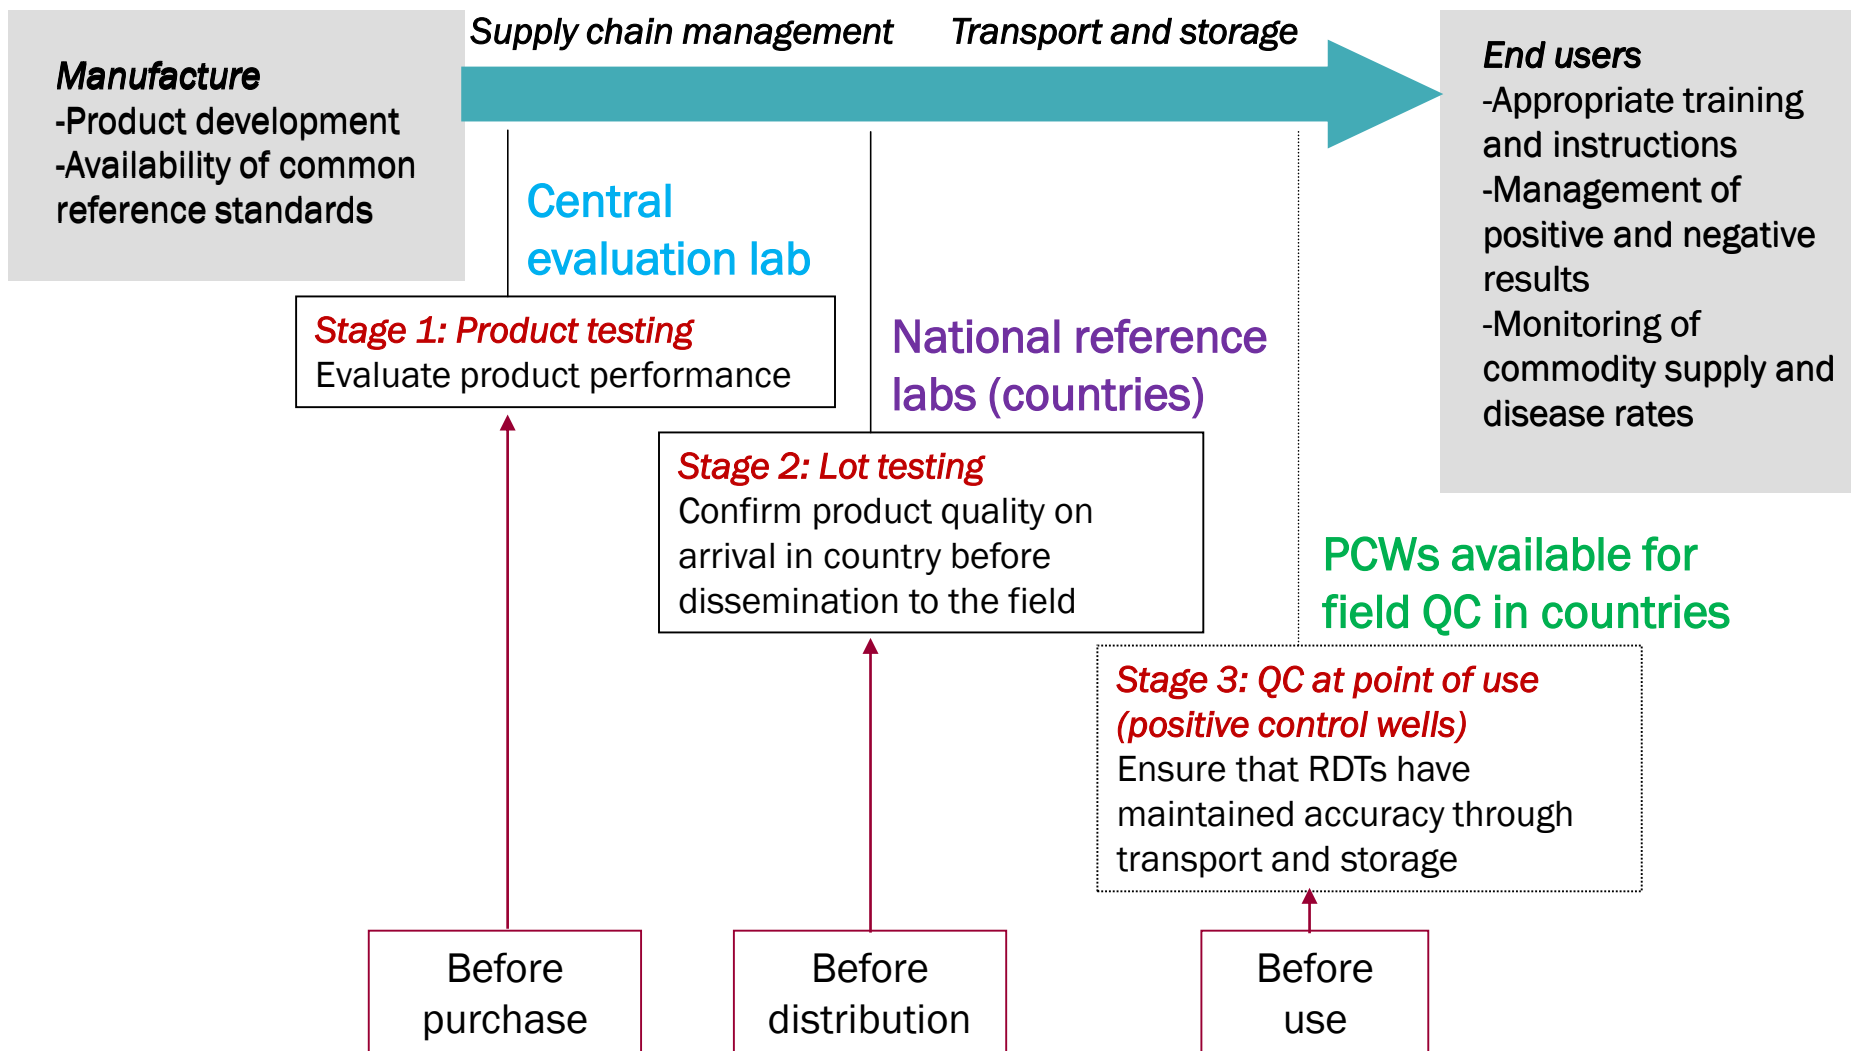 Supply chain management
Transport and storage
Manufacture
-Product development
-Availability of common
reference standards
End users
-Appropriate training
and instructions
-Management of
positive and negative
results
-Monitoring of
commodity supply and
disease rates
Central
evaluation lab
Stage 1: Product testing
Evaluate product performance
National reference
labs (countries)
Stage 2: Lot testing
Confirm product quality on
arrival in country before
dissemination to the field
PCWs available for
field QC in countries
Stage 3: QC at point of use
(positive control wells)
Ensure that RDTs have
maintained accuracy through
transport and storage
Before
purchase
Before
distribution
Before
use